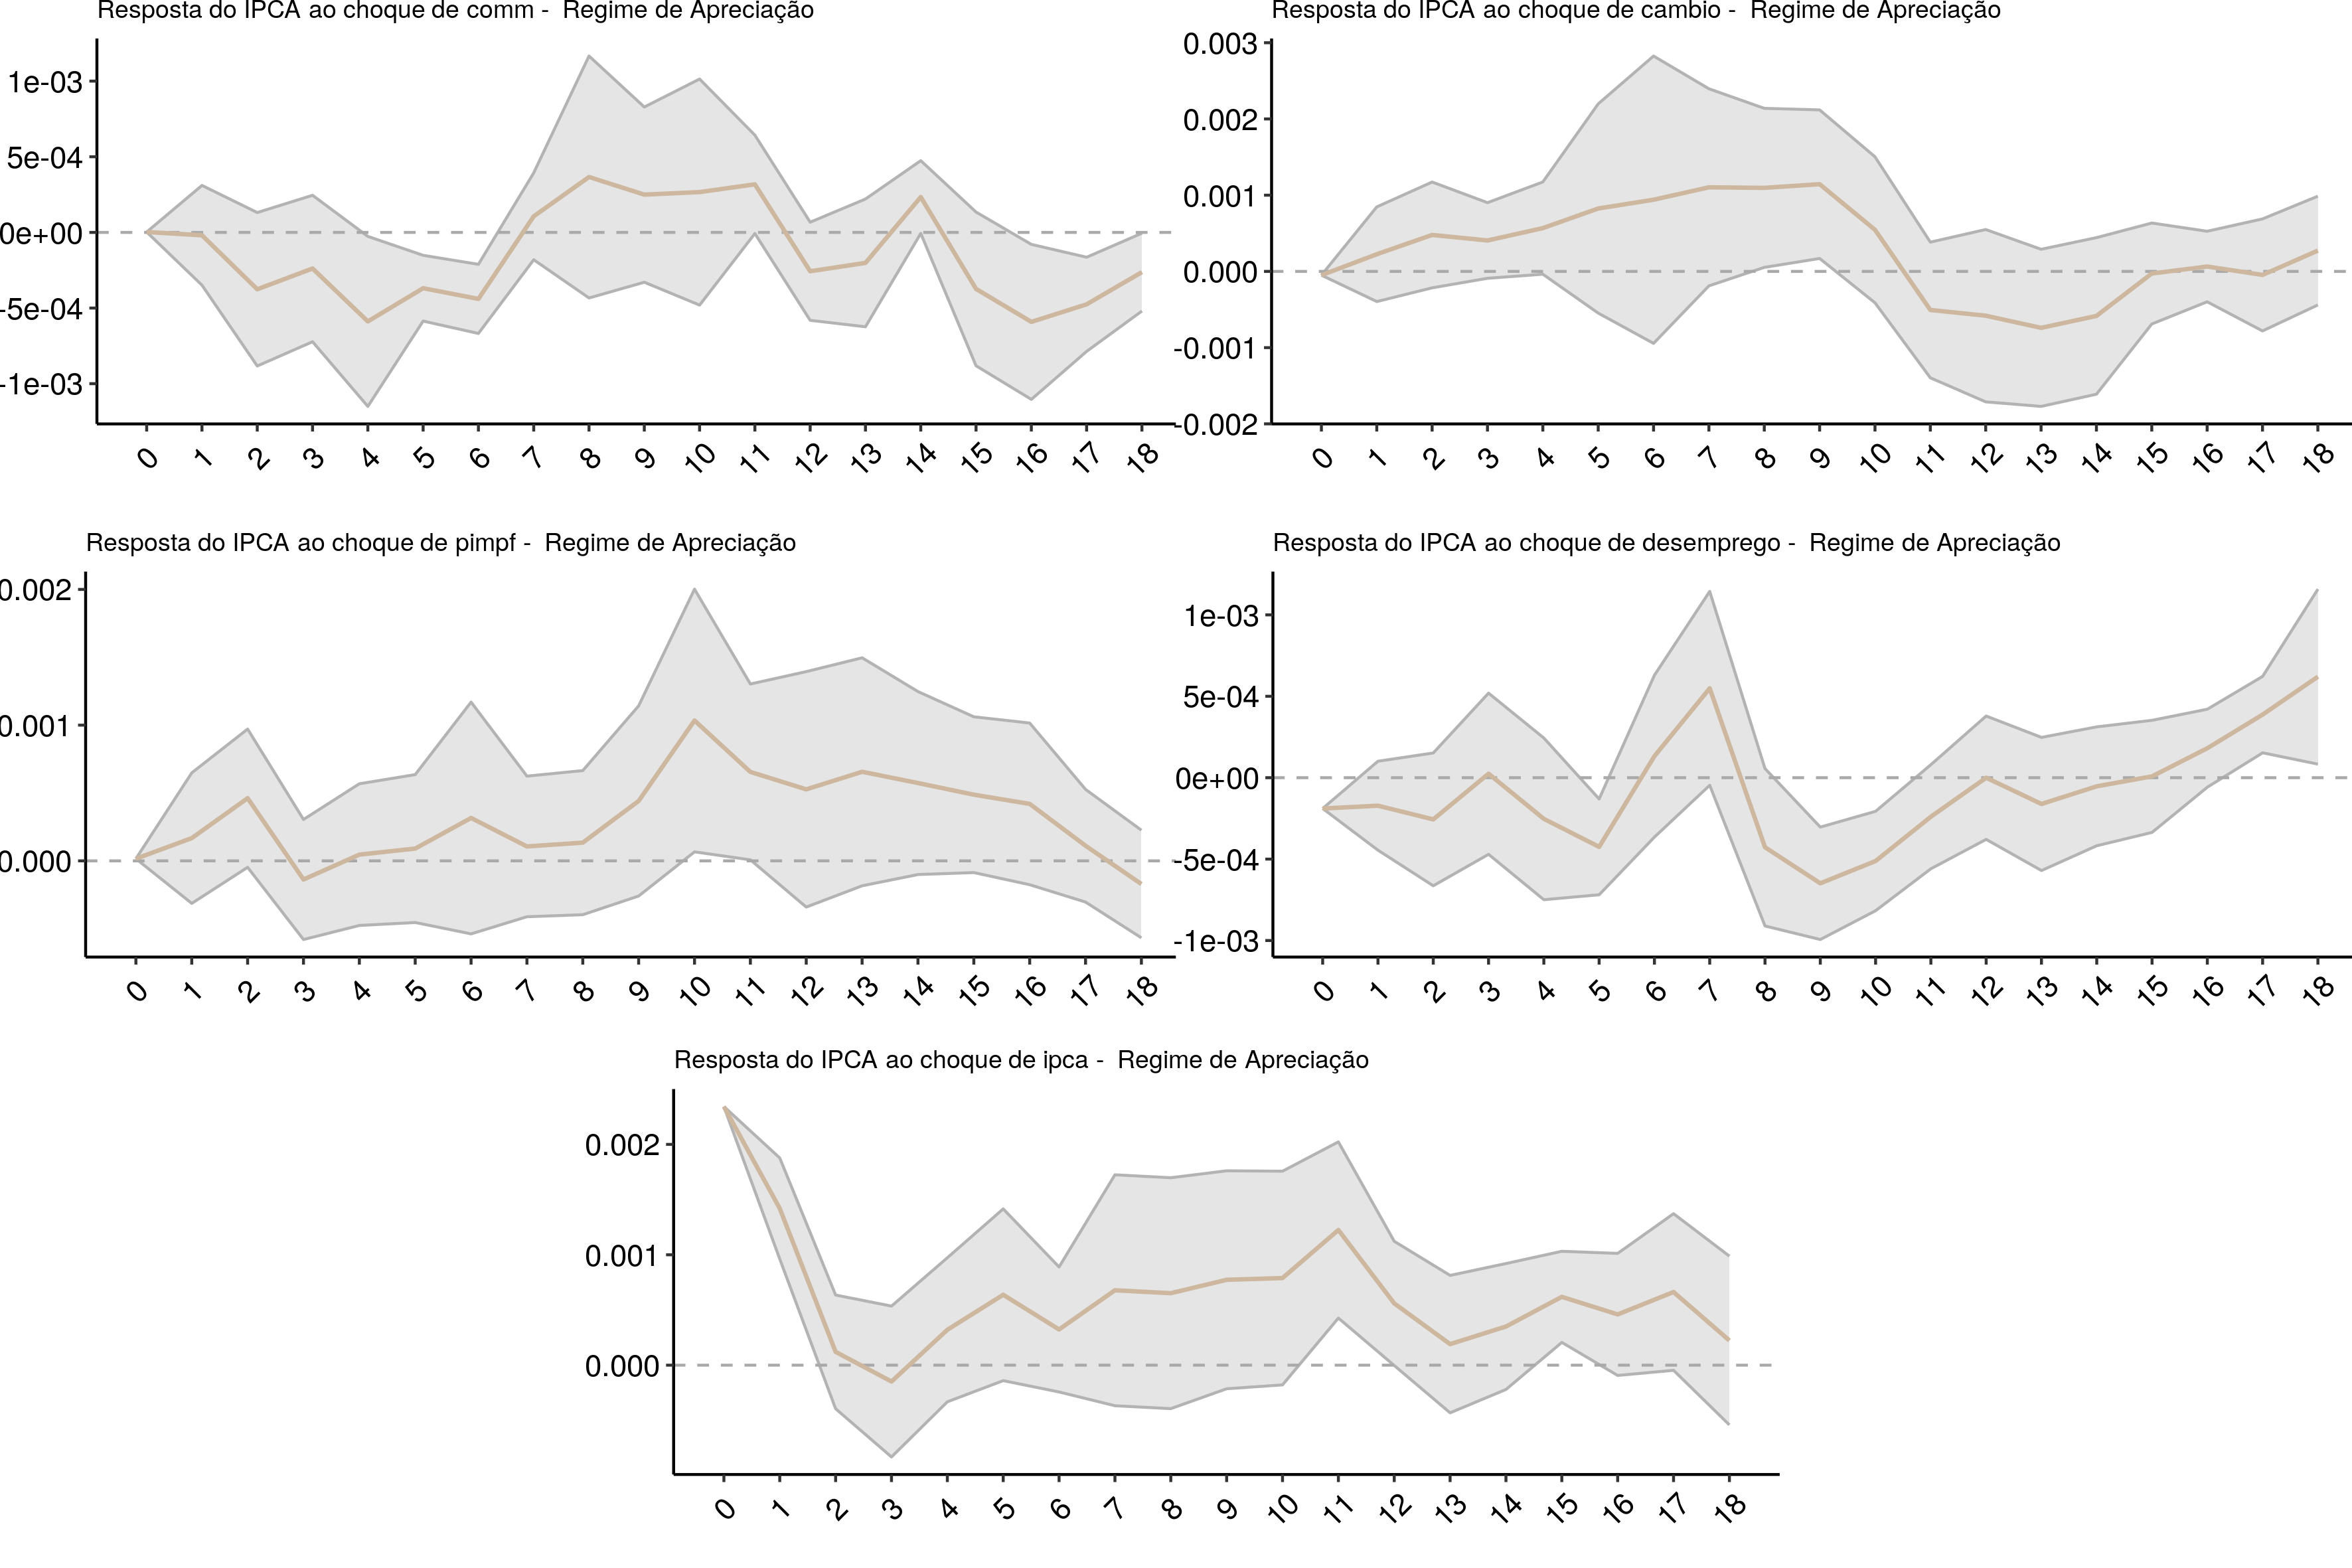 Resposta do IPCA ao choque de comm -  Regime de Apreciação
1e-03
5e-04
0e+00
-5e-04
-1e-03
0 1 2 3 4 5 6 7 8 9 10 11 12 13 14 15 16 17 18
Resposta do IPCA ao choque de cambio -  Regime de Apreciação
0.003
0.002
0.001
0.000
-0.001
-0.002
0 1 2 3 4 5 6 7 8 9 10 11 12 13 14 15 16 17 18
Resposta do IPCA ao choque de pimpf -  Regime de Apreciação
0.002
0.001
0.000
0 1 2 3 4 5 6 7 8 9 10 11 12 13 14 15 16 17 18
Resposta do IPCA ao choque de desemprego -  Regime de Apreciação
1e-03
5e-04
0e+00
-5e-04
-1e-03
0 1 2 3 4 5 6 7 8 9 10 11 12 13 14 15 16 17 18
Resposta do IPCA ao choque de ipca -  Regime de Apreciação
0.002
0.001
0.000
0 1 2 3 4 5 6 7 8 9 10 11 12 13 14 15 16 17 18